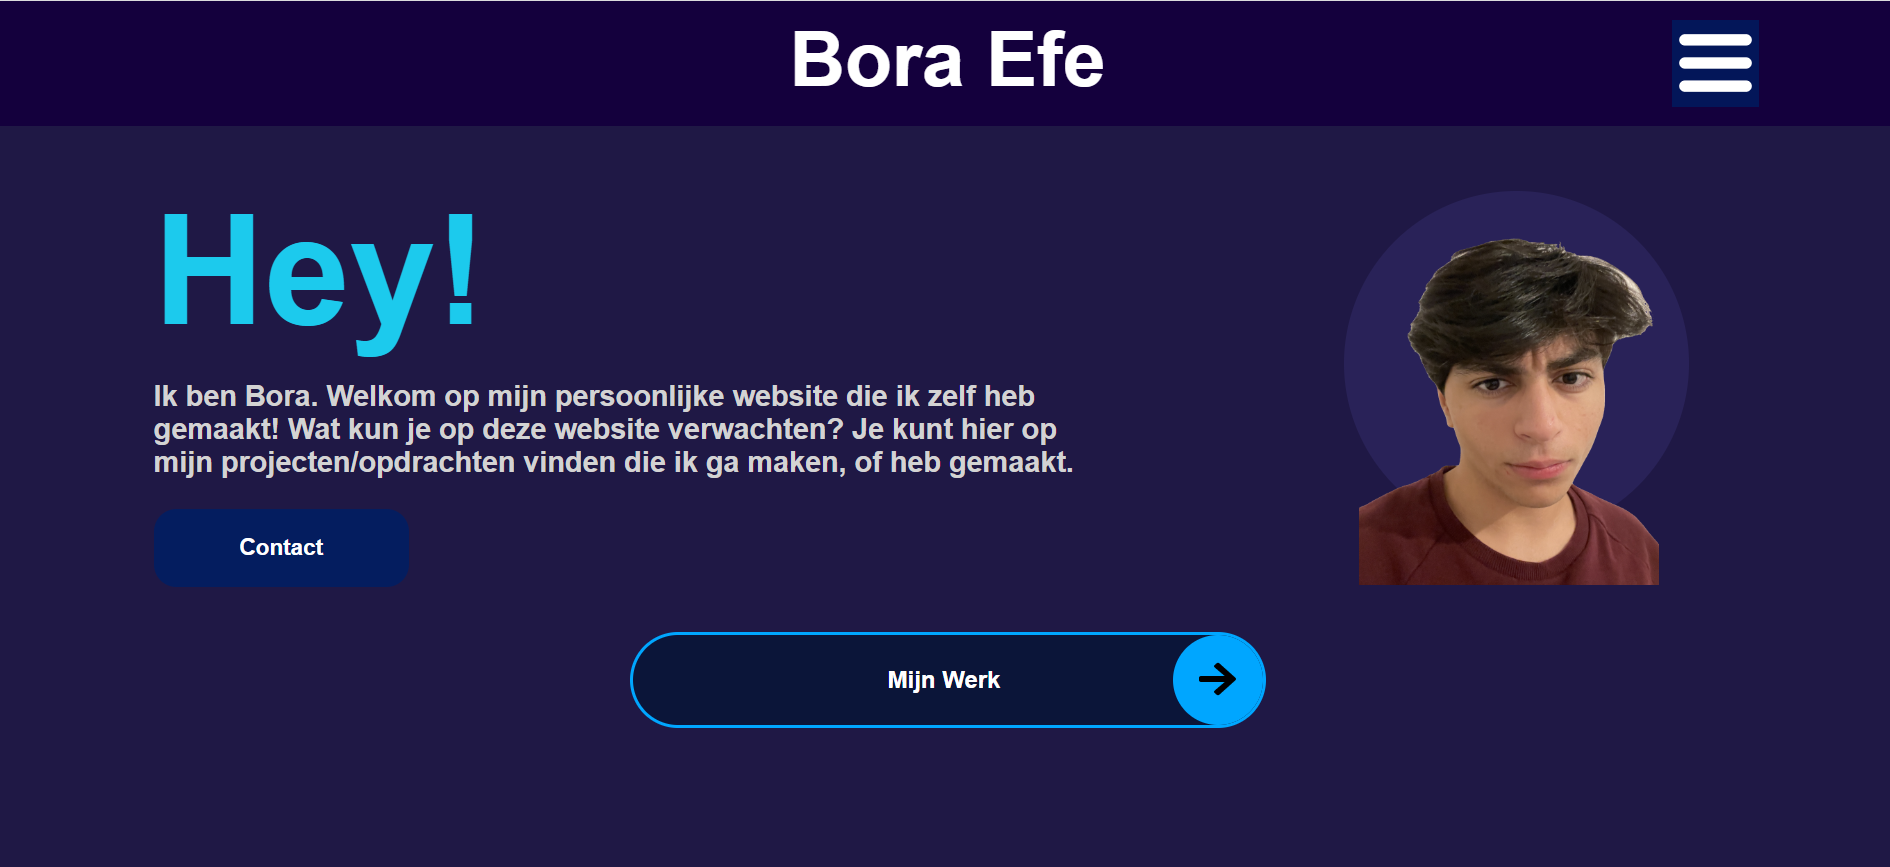 Bora Efe
Hey!
Ik ben Bora. Welkom op mijn persoonlijke website die ik zelf heb
gemaakt! Wat kun je op deze website verwachten? Je kunt hier op
mijn projecten/opdrachten vinden die ik ga maken, of heb gemaakt.
Contact
Mijn Werk